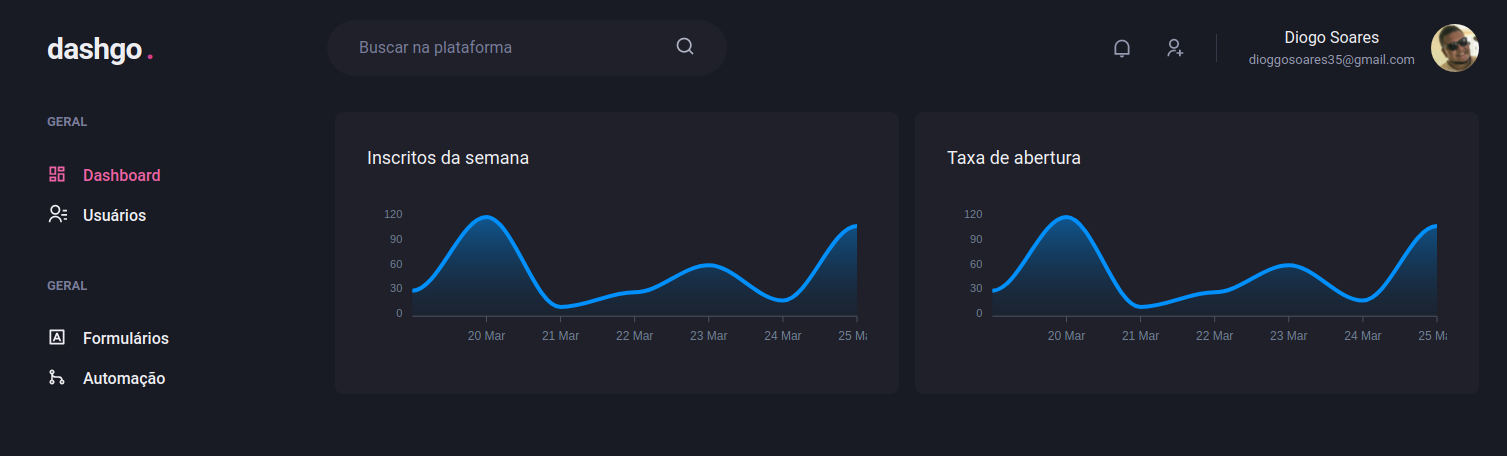 dashgo.
Buscar na plataforma
Diogo Soares
dioggosoares35@gmail.com
GERAL
Dashboard
Usuários
GERAL
Formulários
Automação
Inscritos da semana
120
90
60
30
0
20 Mar 21 Mar 22 Mar 23 Mar 24 Mar 25 Ma
Taxa de abertura
120
90
60
30
0
20 Mar 21 Mar 22 Mar 23 Mar 24 Mar 25 Ma